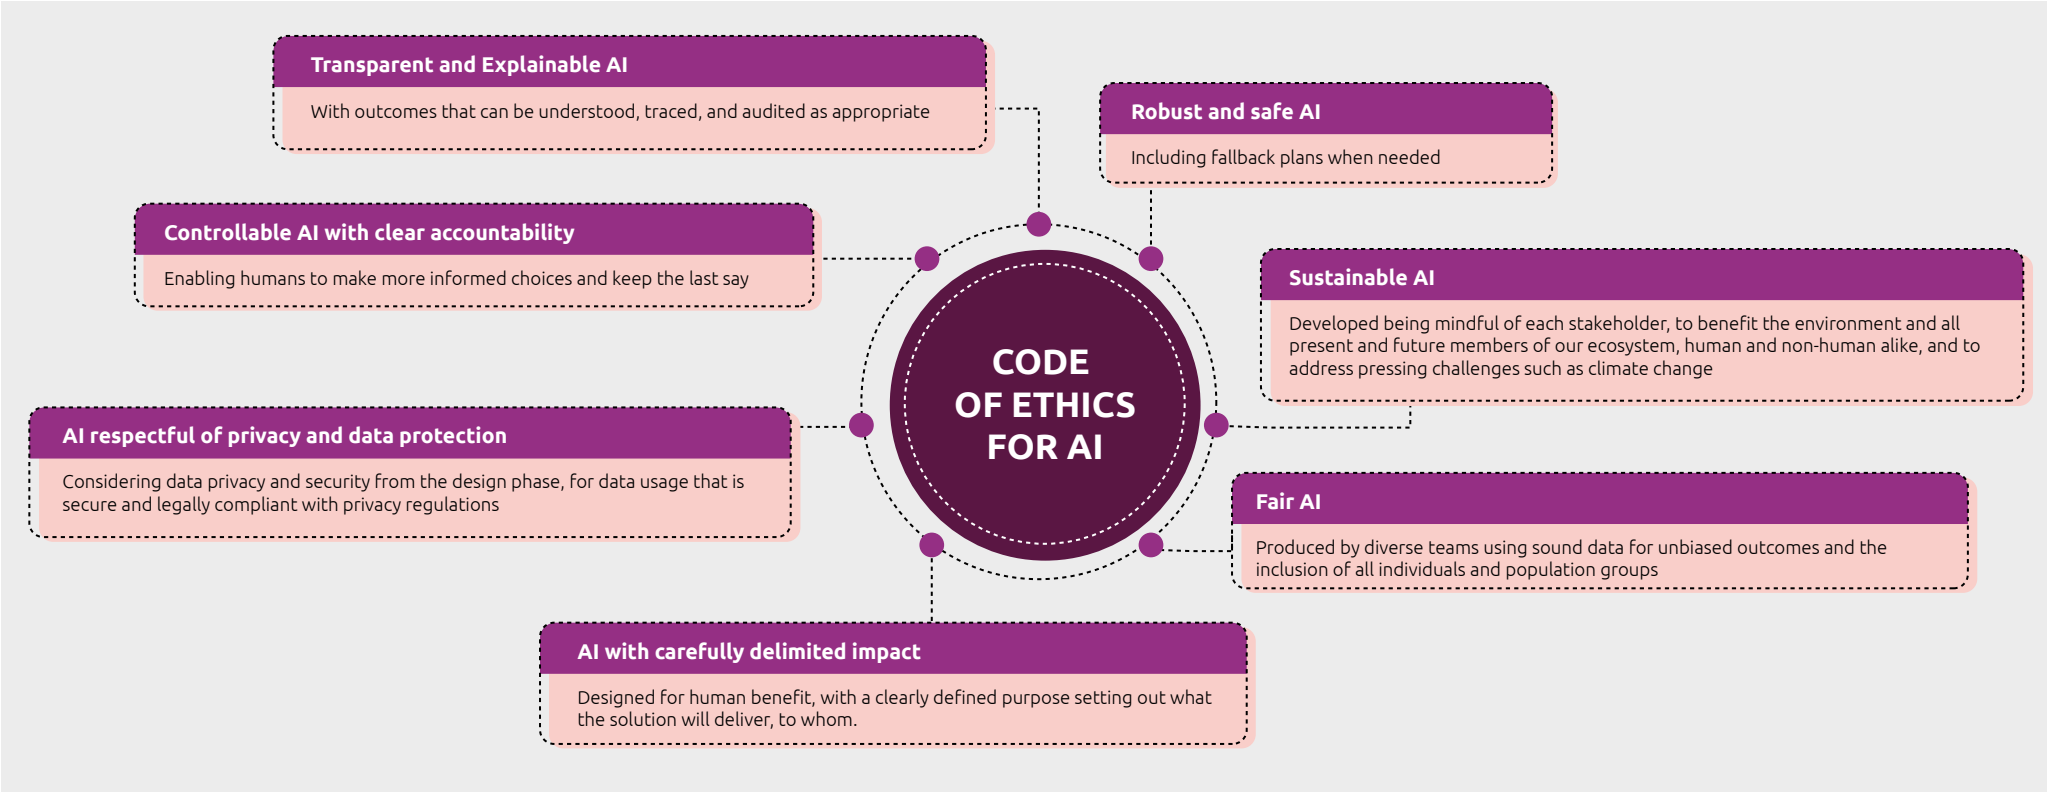 Transparent and Explainable AI
With outcomes that can be understood, traced, and audited as appropriate
Robust and safe AI
Including fallback plans when needed
Controllable AI with clear accountability
Enabling humans to make more informed choices and keep the last say
Sustainable AI
Developed being mindful of each stakeholder, to benefit the environment and all
present and future members of our ecosystem, human and non-human alike, and to
address pressing challenges such as climate change
CODE
OF ETHICS
FOR AI
AI respectful of privacy and data protection
Considering data privacy and security from the design phase, for data usage that is
secure and legally compliant with privacy regulations
Fair AI
Produced by diverse teams using sound data for unbiased outcomes and the
inclusion of all individuals and population groups
AI with carefully delimited impact
Designed for human benefit, with a clearly defined purpose setting out what
the solution will deliver, to whom.